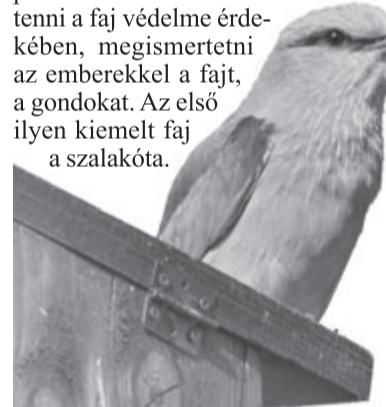 tenni a faj védelme érde-
kében, megismertetni
az emberekkel a fajt,
a gondokat. Az első
ilyen kiemelt faj
a szalakóta.